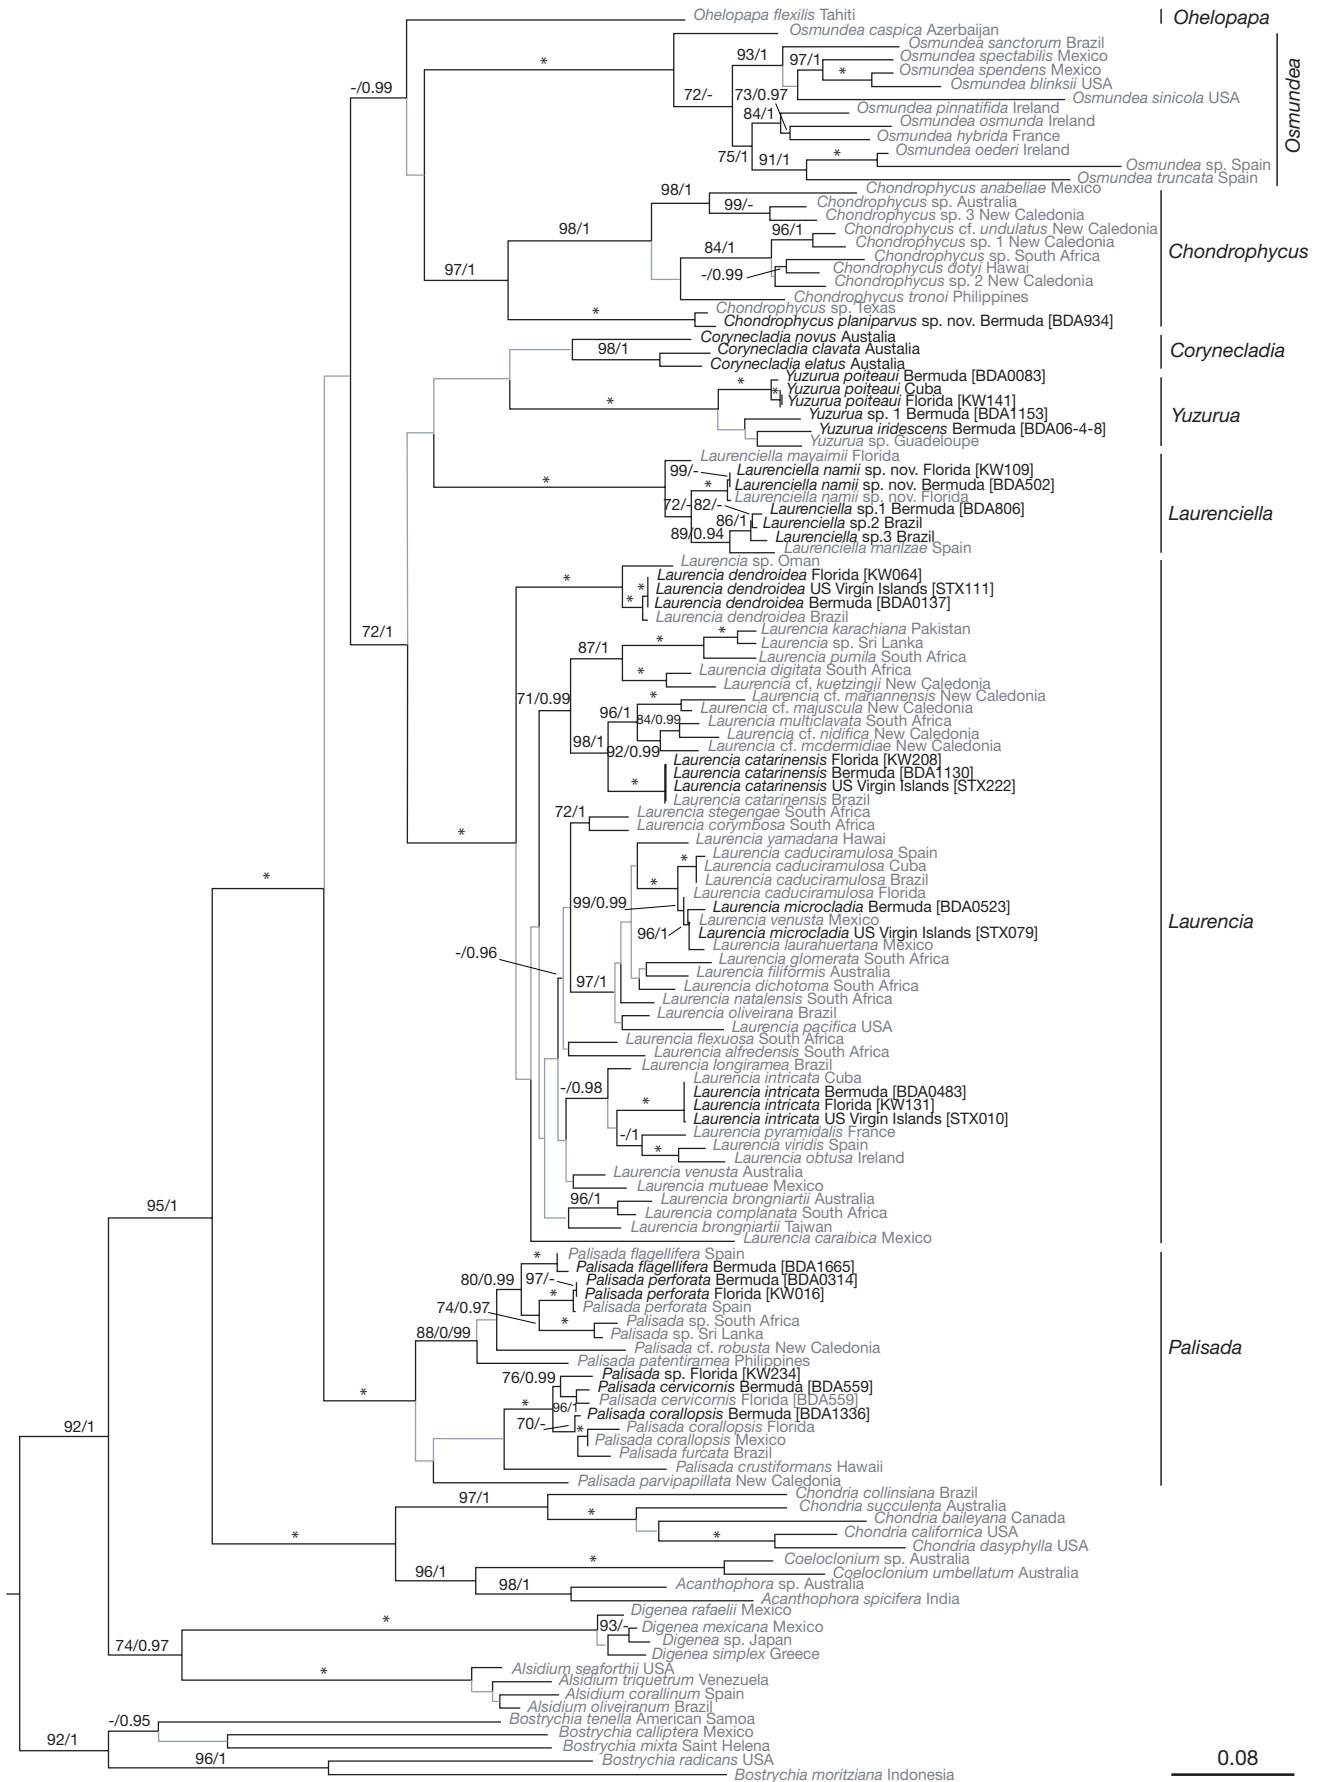 Ohelopapa flexilis Tahiti
Ohelopapa
Osmundea caspica Azerbaijan
Osmundea sanctorum Brazil
93/1
97/1
Osmundea spectabilis Mexico
*
*
Osmundea spendens Mexico
Osmundea blinksii USA
-/0.99
72/-
73/0.97
Osmundea sinicola USA
Osmundea
84/1
Osmundea pinnatifida Ireland
Osmundea osmunda Ireland
Osmundea hybrida France
75/1
91/1
*
Osmundea oederi Ireland
Osmundea sp. Spain
Osmundea truncata Spain
98/1
Chondrophycus anabeliae Mexico
99/-
Chondrophycus sp. Australia
Chondrophycus sp. 3 New Caledonia
98/1
96/1
Chondrophycus cf. undulatus New Caledonia
84/1
Chondrophycus sp. 1 New Caledonia
Chondrophycus
Chondrophycus sp. South Africa
97/1
-/0.99
Chondrophycus dotyi Hawai
Chondrophycus sp. 2 New Caledonia
Chondrophycus tronoi Philippines
*
Chondrophycus sp. Texas
Chondrophycus planiparvus sp. nov. Bermuda [BDA934]
Corynecladia novus Austalia
98/1
Corynecladia clavata Austalia
Corynecladia
Corynecladia elatus Austalia
*
Yuzurua poiteaui Bermuda [BDA0083]
*
Yuzurua poiteaui Cuba
*
Yuzurua poiteaui Florida [KW141]
Yuzurua sp. 1 Bermuda [BDA1153]
Yuzurua
Yuzurua iridescens Bermuda [BDA06-4-8]
Yuzurua sp. Guadeloupe
Laurenciella mayaimii Florida
99/-
Laurenciella namii sp. nov. Florida [KW109]
*
*
Laurenciella namii sp. nov. Bermuda [BDA502]
Laurenciella namii sp. nov. Florida
72/-
82/-
Laurenciella sp.1 Bermuda [BDA806]
Laurenciella
86/1
Laurenciella sp.2 Brazil
89/0.94
Laurenciella sp.3 Brazil
Laurenciella marilzae Spain
Laurencia sp. Oman
*
Laurencia dendroidea Florida [KW064]
*
Laurencia dendroidea US Virgin Islands [STX111]
*
Laurencia dendroidea Bermuda [BDA0137]
Laurencia dendroidea Brazil
72/1
*
Laurencia karachiana Pakistan
87/1
*
Laurencia sp. Sri Lanka
Laurencia pumila South Africa
*
Laurencia digitata South Africa
Laurencia cf. kuetzingii New Caledonia
71/0.99
*
Laurencia cf. mariannensis New Caledonia
Laurencia cf. majuscula New Caledonia
96/1
84/0.99
Laurencia multiclavata South Africa
98/1
Laurencia cf. nidifica New Caledonia
92/0.99
Laurencia cf. mcdermidiae New Caledonia
Laurencia catarinensis Florida [KW208]
Laurencia catarinensis Bermuda [BDA1130]
*
Laurencia catarinensis US Virgin Islands [STX222]
Laurencia catarinensis Brazil
72/1
Laurencia stegengae South Africa
*
Laurencia corymbosa South Africa
Laurencia yamadana Hawai
*
Laurencia caduciramulosa Spain
*
Laurencia caduciramulosa Cuba
*
Laurencia caduciramulosa Brazil
Laurencia caduciramulosa Florida
99/0.99
Laurencia microcladia Bermuda [BDA0523]
Laurencia venusta Mexico
Laurencia
96/1
Laurencia microcladia US Virgin Islands [STX079]
Laurencia laurahuertana Mexico
-/0.96
Laurencia glomerata South Africa
Laurencia filiformis Australia
97/1
Laurencia dichotoma South Africa
Laurencia natalensis South Africa
Laurencia oliveirana Brazil
Laurencia pacifica USA
Laurencia flexuosa South Africa
Laurencia alfredensis South Africa
Laurencia longiramea Brazil
-/0.98
Laurencia intricata Cuba
Laurencia intricata Bermuda [BDA0483]
*
Laurencia intricata Florida [KW131]
Laurencia intricata US Virgin Islands [STX010]
-/1
Laurencia pyramidalis France
*
Laurencia viridis Spain
Laurencia obtusa Ireland
Laurencia venusta Australia
Laurencia mutueae Mexico
95/1
96/1
Laurencia brongniartii Australia
Laurencia complanata South Africa
Laurencia brongniartii Taiwan
Laurencia caraibica Mexico
*
Palisada flagellifera Spain
Palisada flagellifera Bermuda [BDA1665]
80/0.99
97/-
Palisada perforata Bermuda [BDA0314]
*
Palisada perforata Florida [KW016]
74/0.97
Palisada perforata Spain
*
Palisada sp. South Africa
88/0/99
Palisada sp. Sri Lanka
Palisada cf. robusta New Caledonia
Palisada
Palisada patentiramea Philippines
76/0.99
Palisada sp. Florida [KW234]
*
Palisada cervicornis Bermuda [BDA559]
*
96/1
Palisada cervicornis Florida [BDA559]
70/-
Palisada corallopsis Bermuda [BDA1336]
*
Palisada corallopsis Florida
92/1
Palisada corallopsis Mexico
Palisada furcata Brazil
Palisada crustiformans Hawaii
Palisada parvipapillata New Caledonia
97/1
Chondria collinsiana Brazil
*
Chondria succulenta Australia
Chondria baileyana Canada
*
*
Chondria californica USA
Chondria dasyphylla USA
*
Coeloclonium sp. Australia
96/1
Coeloclonium umbellatum Australia
98/1
Acanthophora sp. Australia
Acanthophora spicifera India
*
Digenea rafaelii Mexico
93/-
Digenea mexicana Mexico
74/0.97
Digenea sp. Japan
Digenea simplex Greece
*
Alsidium seaforthii USA
Alsidium triquetrum Venezuela
Alsidium corallinum Spain
Alsidium oliveiranum Brazil
-/0.95
Bostrychia tenella American Samoa
92/1
Bostrychia calliptera Mexico
Bostrychia mixta Saint Helena
96/1
Bostrychia radicans USA
Bostrychia moritziana Indonesia
0.08